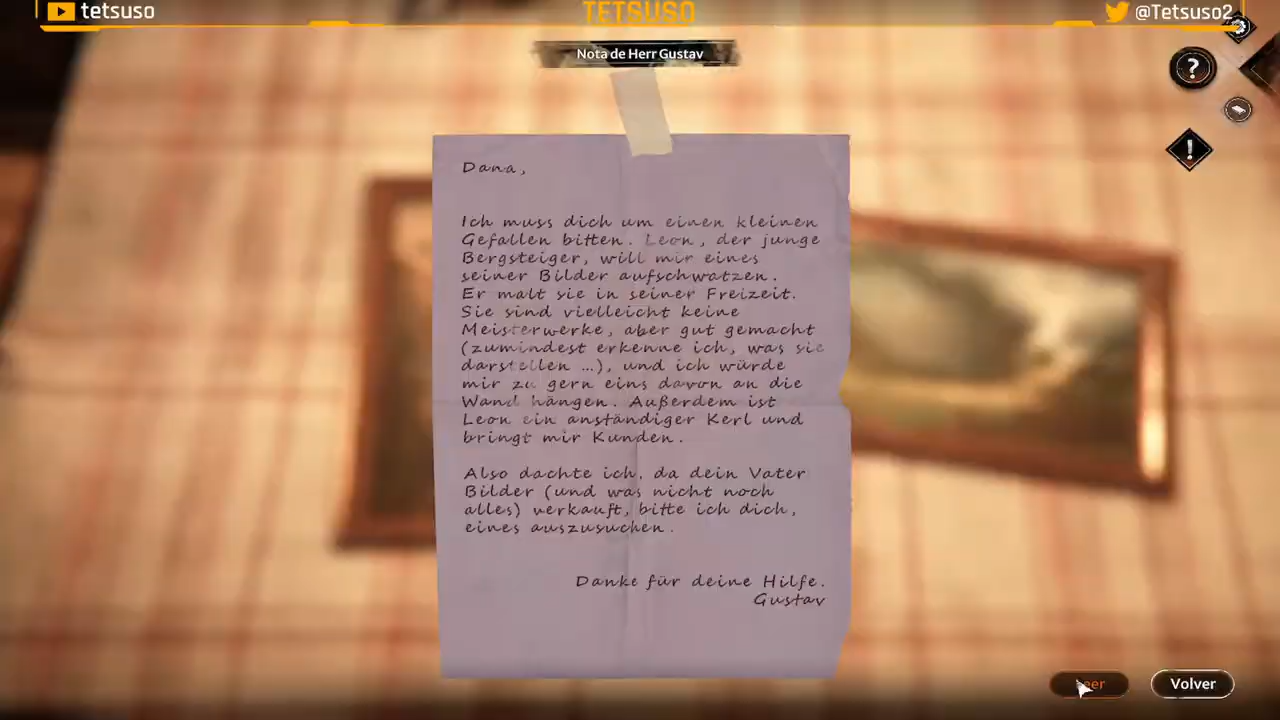 tetsuso
TETSUSO
@Tetsuso2
Nota de Herr Gustav
?
!
Dana,
Ich muss dich um einen kleinen
Gefallen bitten. Leon, der junge
Bergsteiger, will mir eines
seiner Bilder aufschwatzen.
Er malt sie in seiner Freizeit.
Sie sind vielleicht keine
Meisterwerke, aber gut gemacht
(zumindest erkenne ich, was sie
darstellen ...), und ich würde
mir zu gern eins davon an die
Wand hängen. Außerdem ist
Leon ein anständiger Kerl und
bringt mir Kunden.
Also dachte ich, da dein Vater
Bilder (und was nicht noch
alles) verkauft, bitte ich dich,
eines auszusuchen.
Danke für deine Hilfe.
Gustav
Leer
Volver